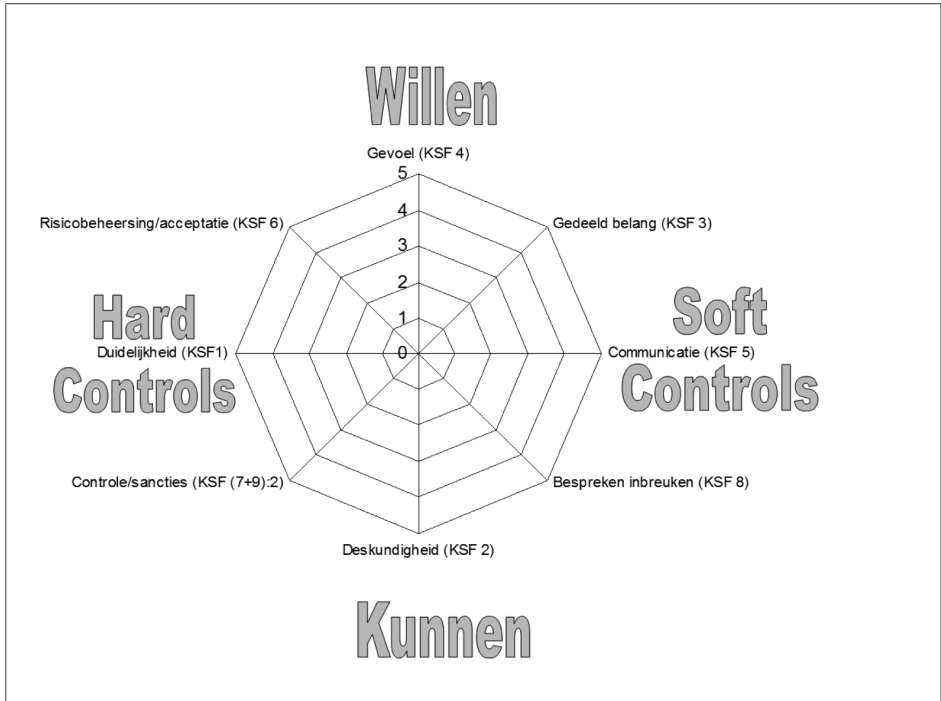 Willen
Gevoel (KSF 4)
5
4
3
2
1
0
Risicobeheersing/acceptatie (KSF 6)
Gedeeld belang (KSF 3)
Hard
Duidelijkheid (KSF1)
Controls
Soft
Communicatie (KSF 5)
Controls
Controle/sancties (KSF (7+9):2)
Bespreken inbreuken (KSF 8)
Deskundigheid (KSF 2)
Kunnen